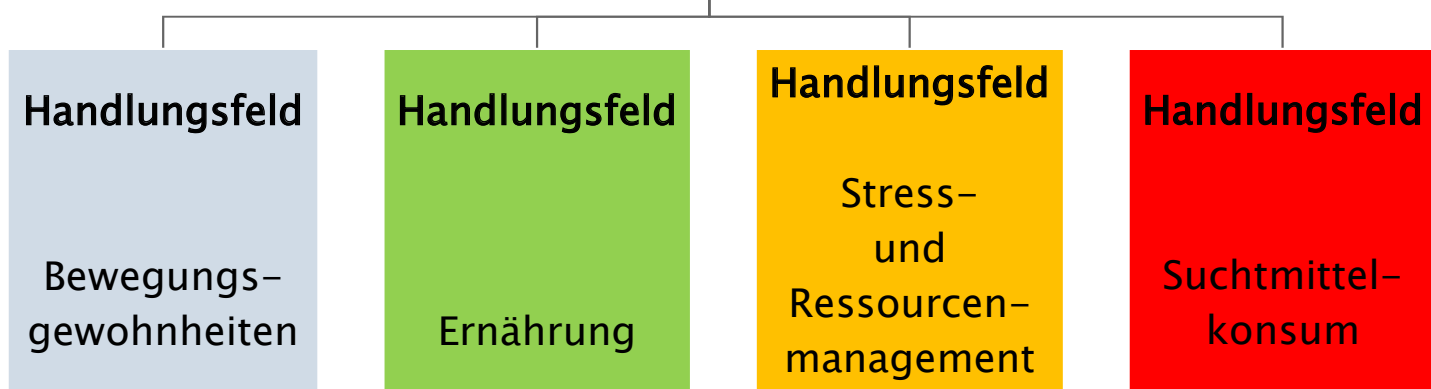 Handlungsfeld
Bewegungs-
gewohnheiten
Handlungsfeld
Ernährung
Handlungsfeld
Stress-
und
Ressourcen-
management
Handlungsfeld
Suchtmittel-
konsum